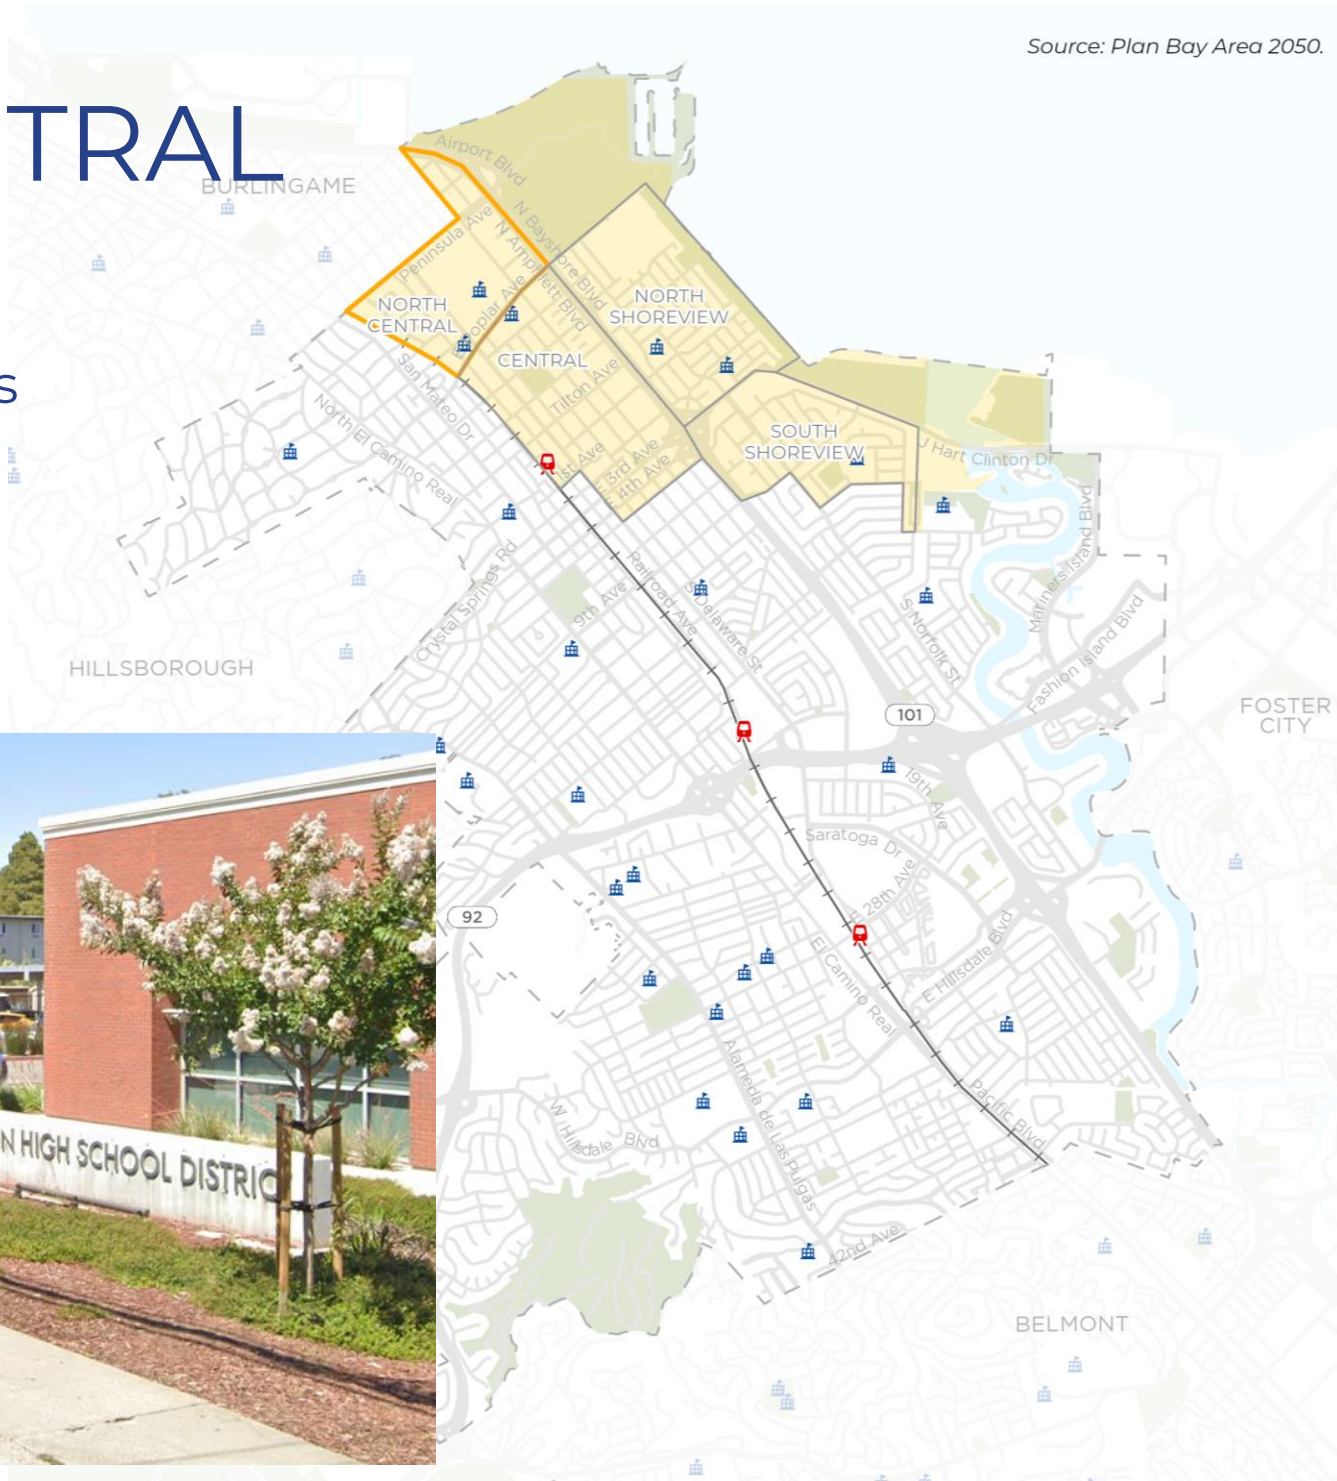 Source: Plan Bay Area 2050.
TRAL
BURLINGAME
Airport Blvd
N Bayshore Blvd
Peninsula Ave
N Amphlett Blvd
NORTH
CENTRAL
NORTH
SHOREVIEW
E Poplar Ave
CENTRAL
s
San Mateo Dr
Tilton Ave
North El Camino Real
SOUTH
SHOREVIEW
J Hart Clinton Dr
1st Ave
3rd Ave
4th Ave
Mariners Island Blvd
Crystal Springs Rd
9th Ave
Railroad Ave
S Delaware St
S Norfolk St
Fashion Island Blvd
HILLSBOROUGH
FOSTER
CITY
101
19th Ave
Saratoga Dr
E 28th Ave
92
El Camino Real
E Hillsdale Blvd
Alameda de Las Pulgas
Pacific Blvd
W Hillsdale Blvd
N HIGH SCHOOL DISTRIC
42nd Ave
BELMONT